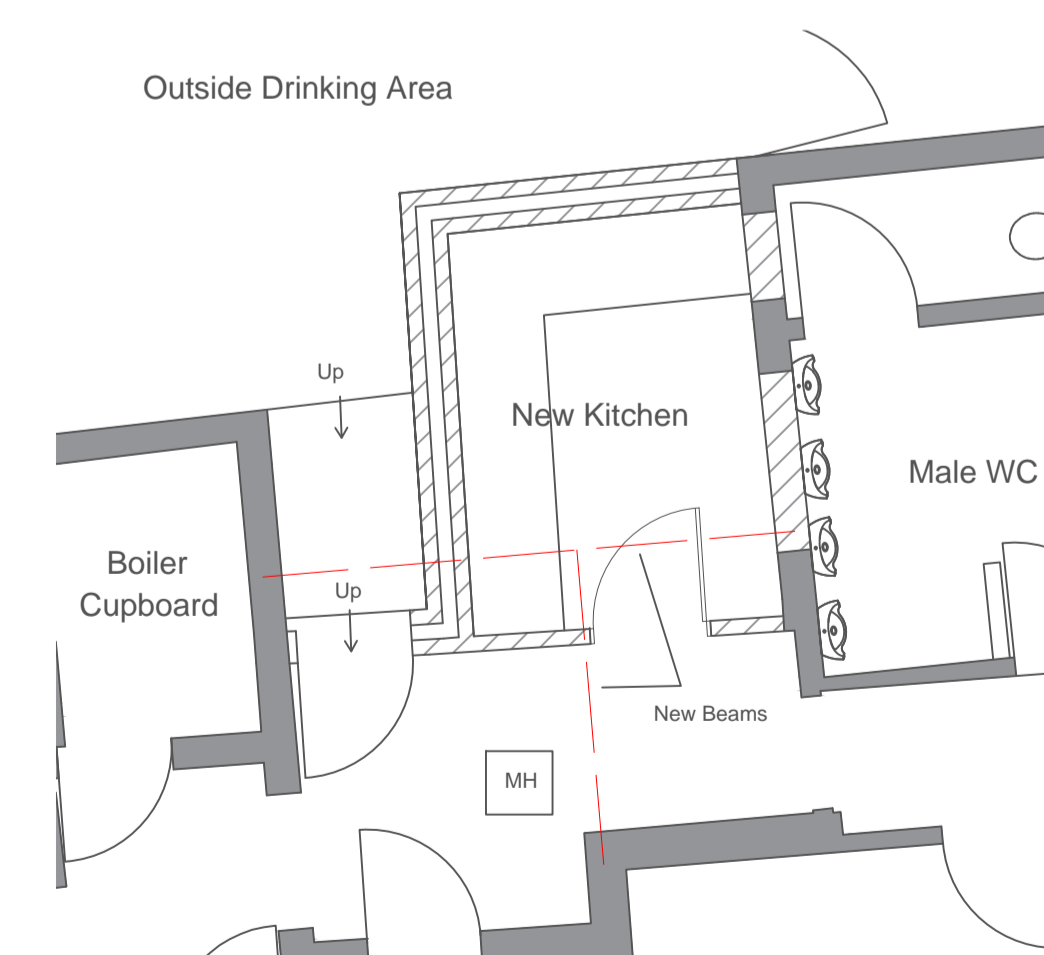 Outside Drinking Area
Up
New Kitchen
Male WC
Boiler
Cupboard
Up
New Beams
MH